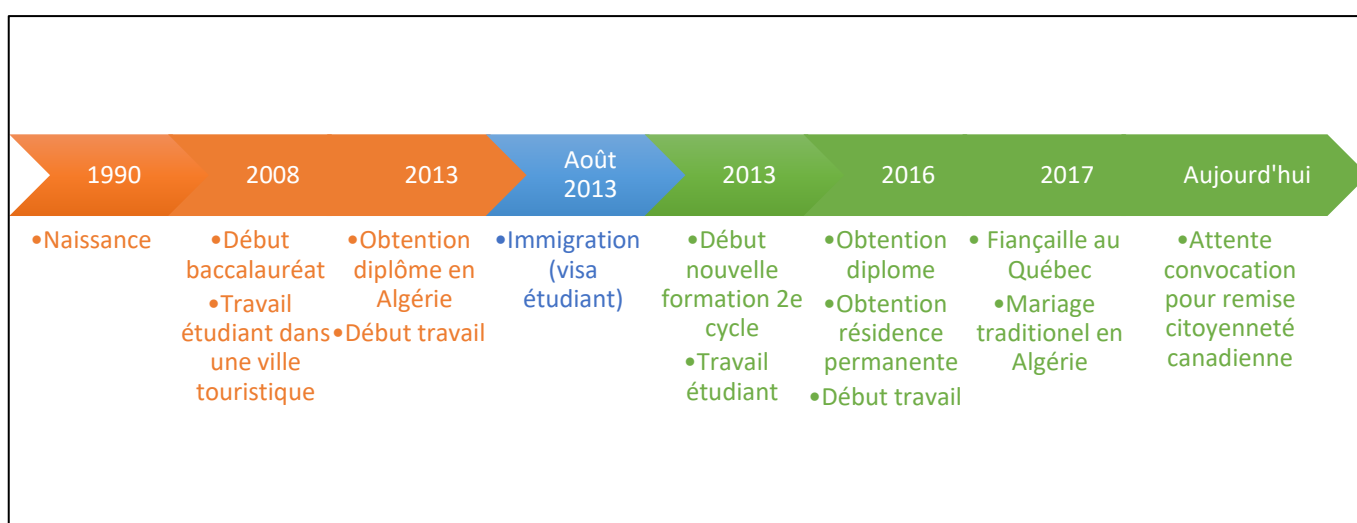 1990
2008
2013
Août
2013
2013
2016
2017
Aujourd'hui
•Naissance
•Début
baccalauréat
•Travail
étudiant dans
une ville
touristique
•Obtention
diplôme en
Algérie
•Début travail
•Immigration
(visa
étudiant)
•Début
nouvelle
formation 2e
cycle
•Travail
étudiant
•Obtention
diplome
•Obtention
résidence
permanente
•Début travail
• Fiançaille au
Québec
•Mariage
traditionel en
Algérie
•Attente
convocation
pour remise
citoyenneté
canadienne